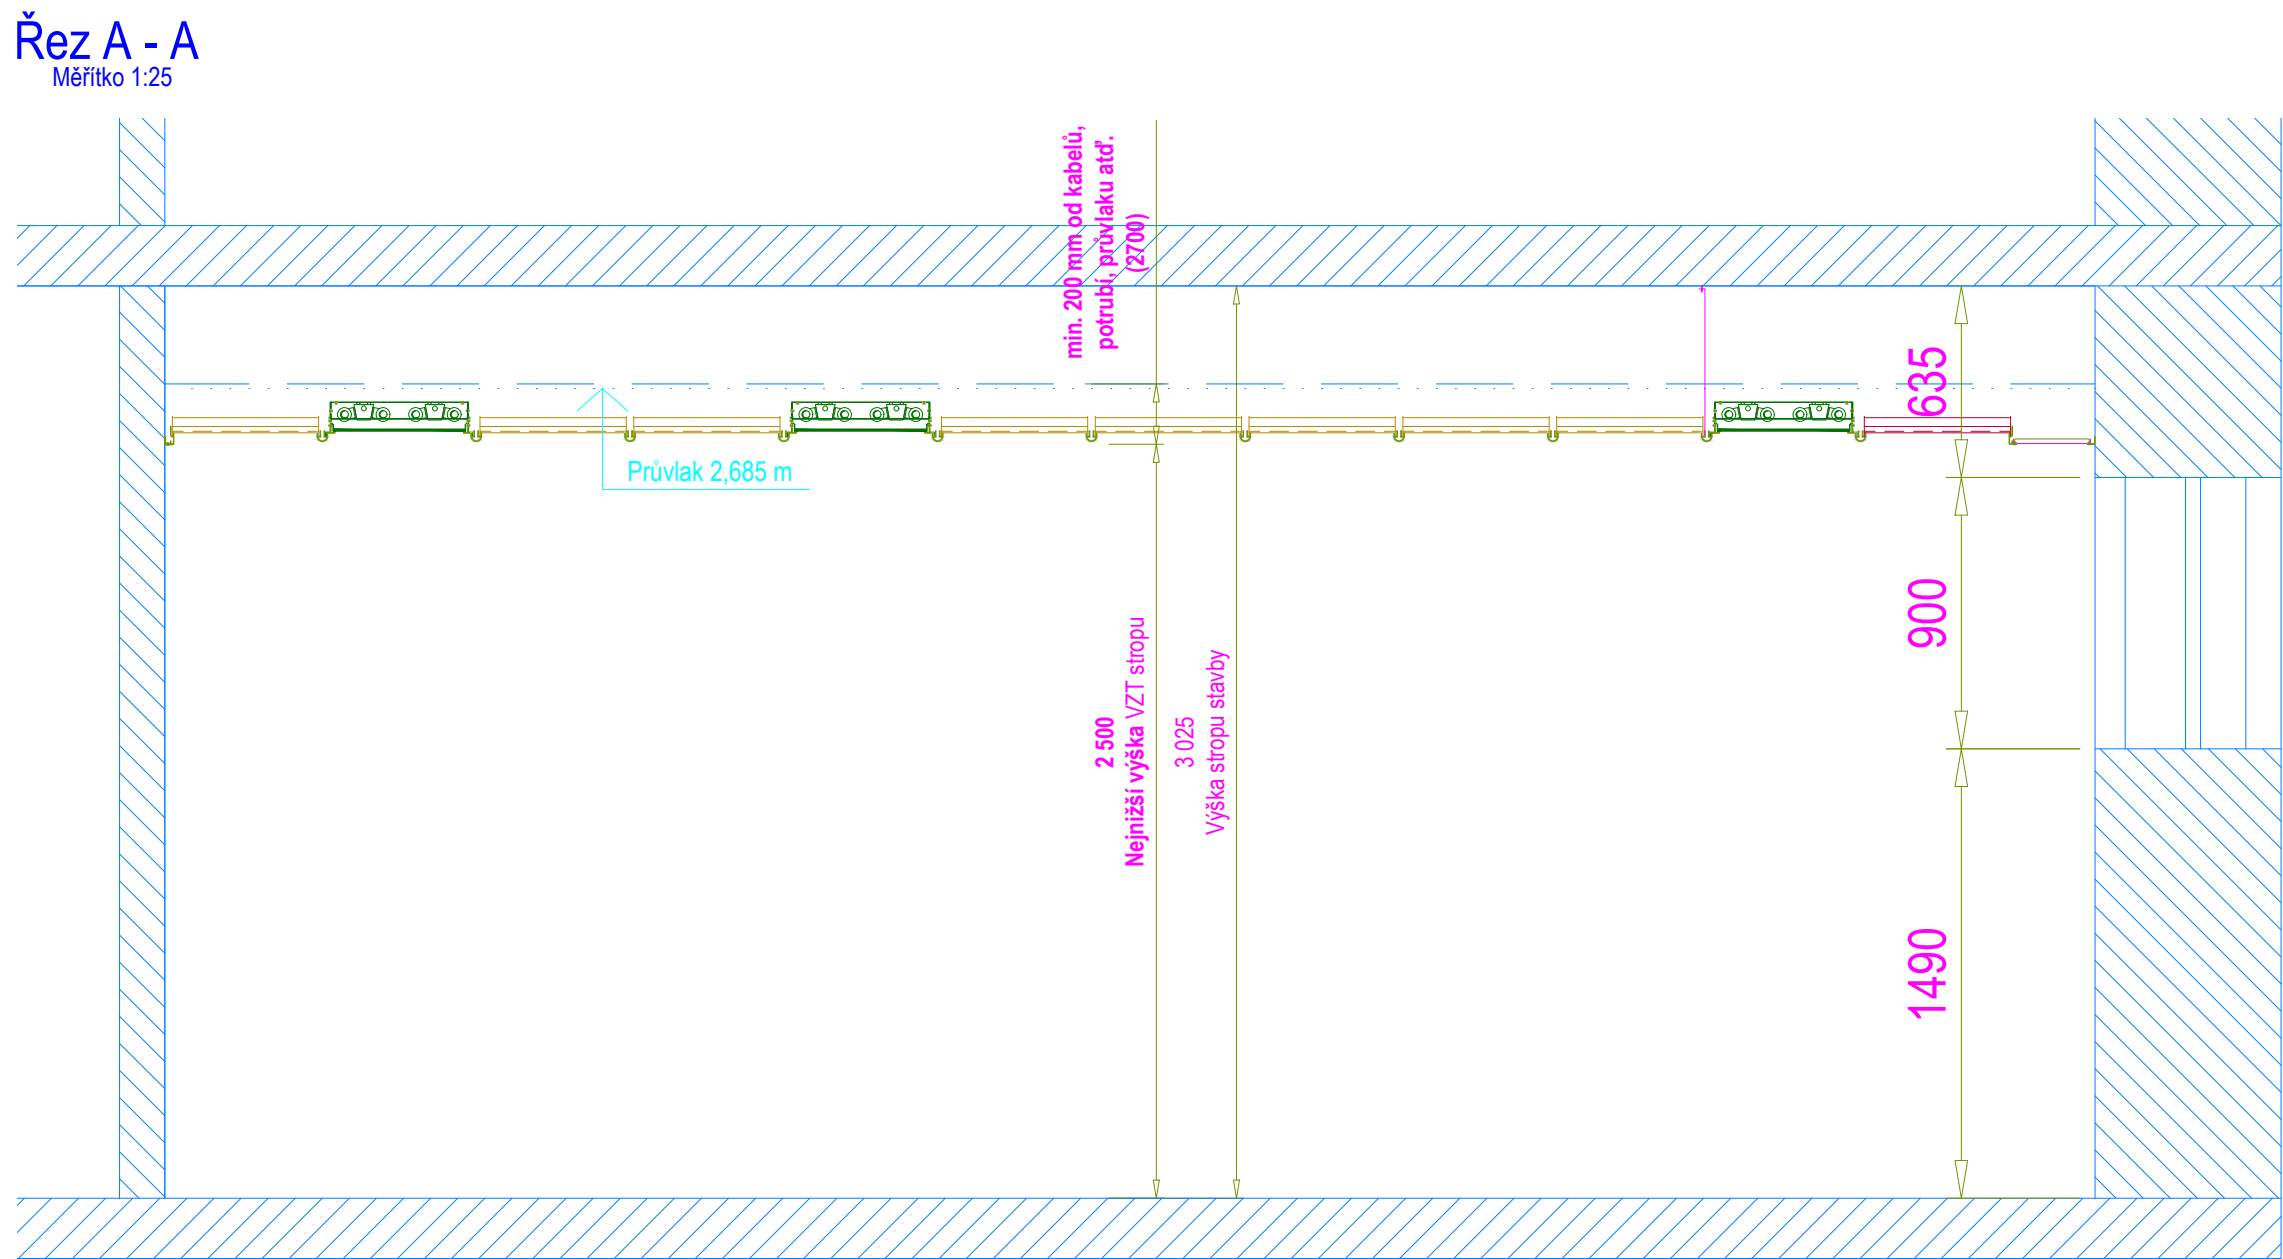 Řez A - A
Měřítko 1:25
min. 200 mm od kabelů,
potrubí, průvlaku atď.
(2700)
635
Průvlak 2,685 m
900
2 500
Nejnižší výška VZT stropu
3 025
Výška stropu stavby
1490